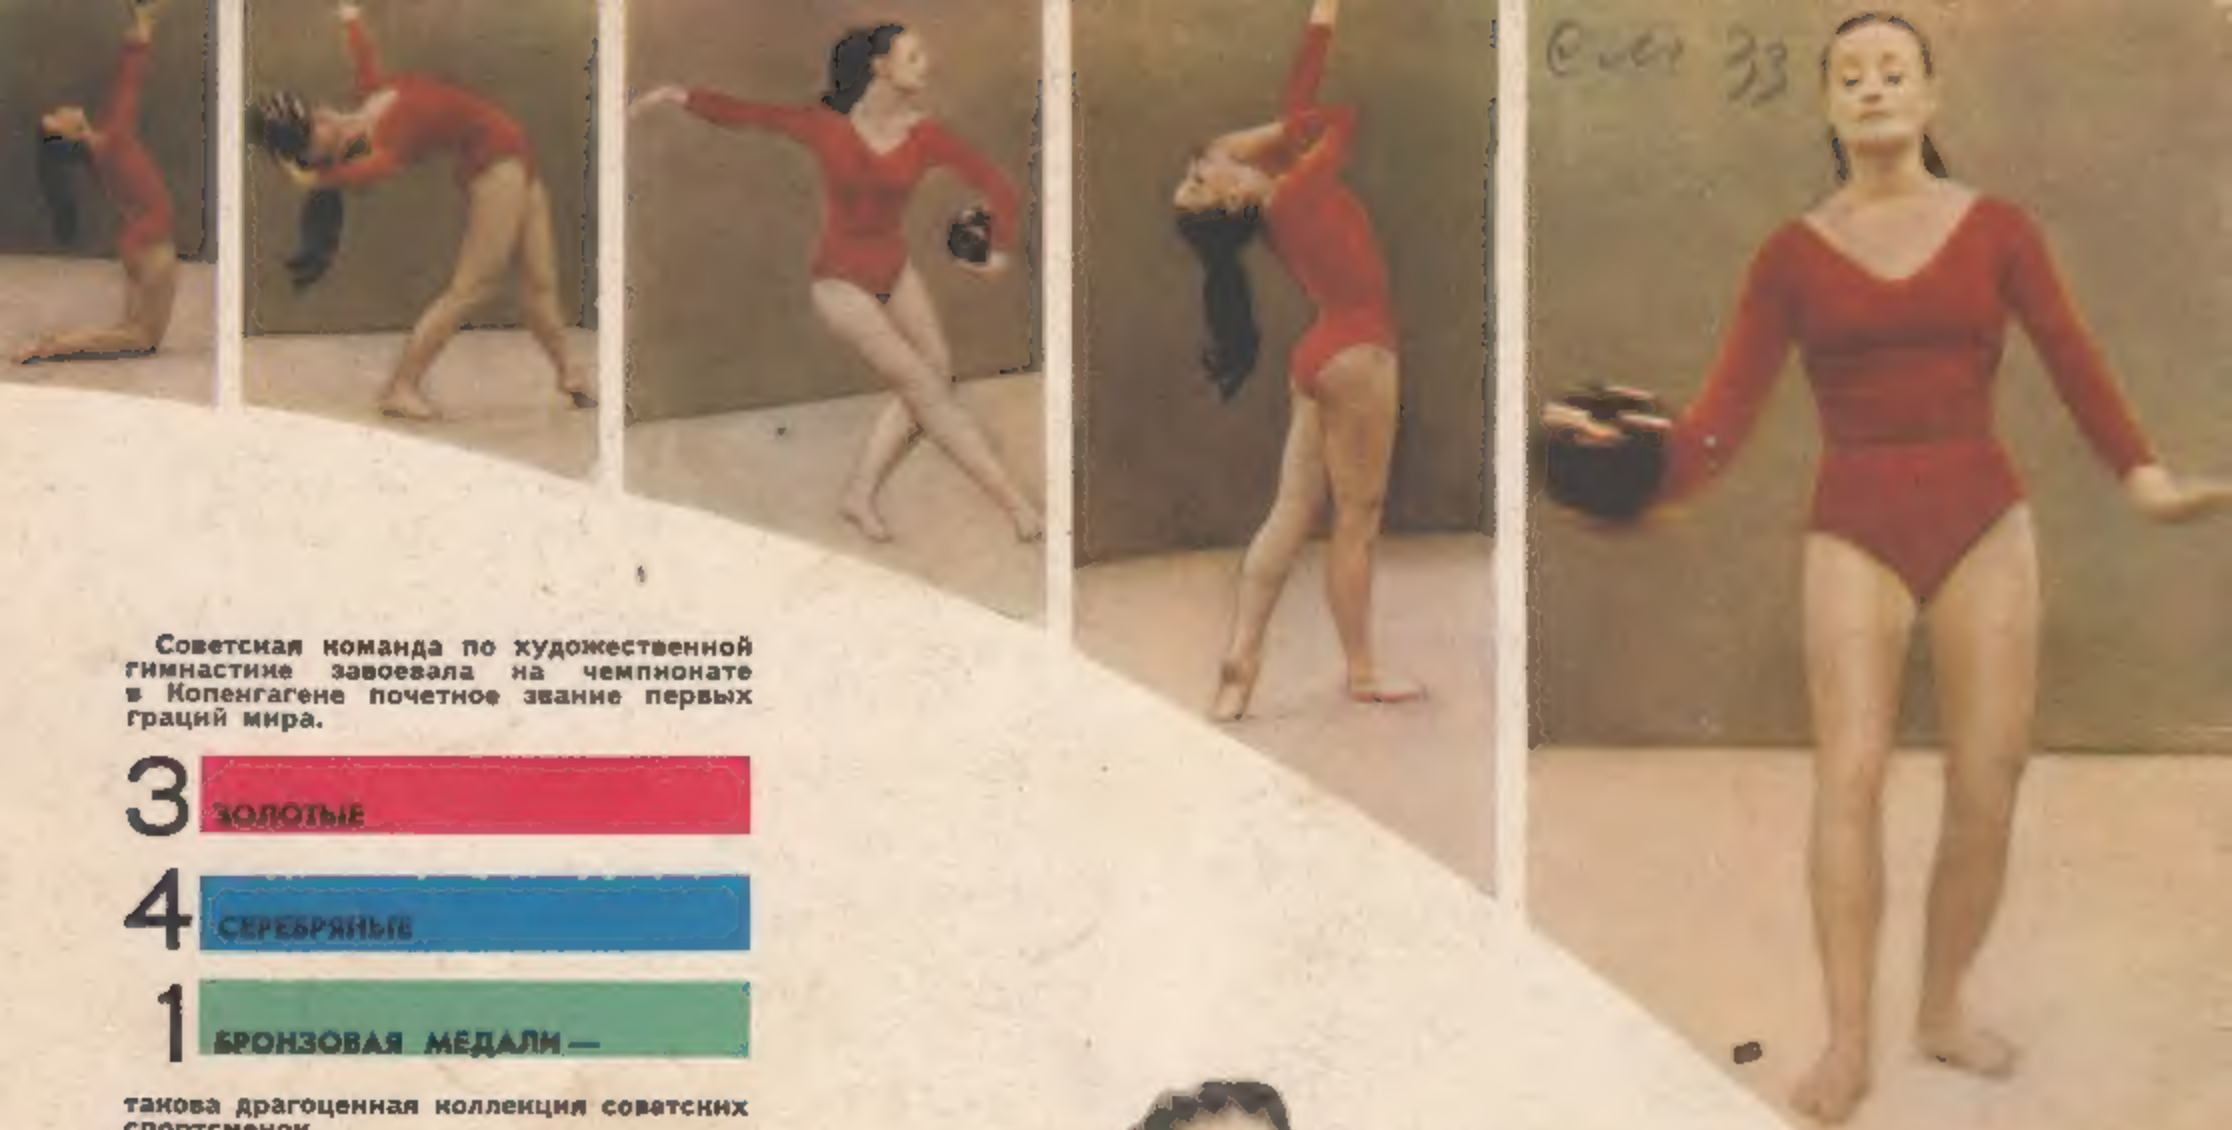 Советская команда по художественной
гимнастике завоевала на чемпионате
в Копенгагене почетное звание первых
граций мира.
3 ЗОЛОТЫЕ
4 СЕРЕБРЯНЫЕ
1 БРОНЗОВАЯ МЕДАЛИ —
такова драгоценная коллекция советских
спортсменок